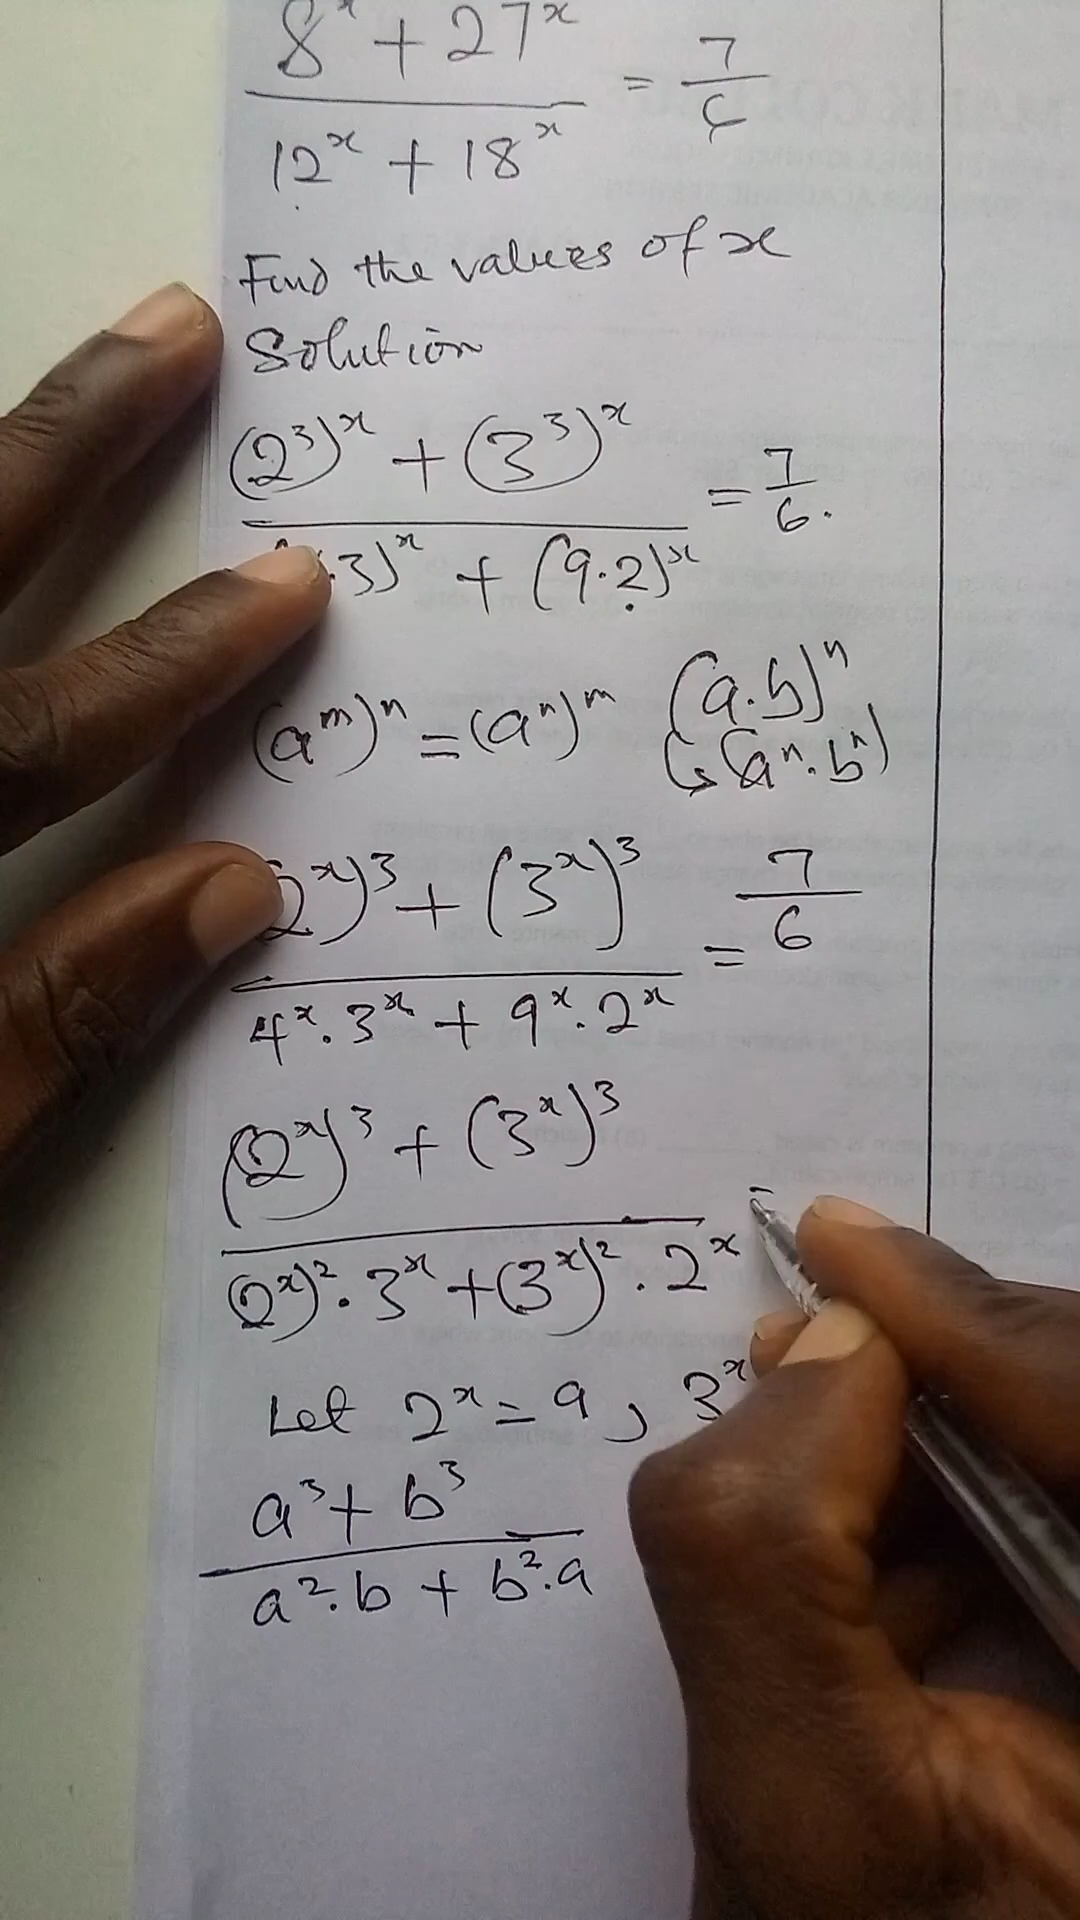 8^x + 27^x / 12^x + 18^x = 7/6
Find the values of x
Solution
(2^3)^x + (3^3)^x / .3)^x + (9.2)^x = 7/6.
(a^m)^n = (a^n)^m (a.b)^n
↳ (a^n.b^n)
2^x)^3 + (3^x)^3 / 4^x.3^x + 9^x.2^x = 7/6
(2^x)^3 + (3^x)^3 / (2^x)^2.3^x + (3^x)^2.2^x =
Let 2^x = a, 3^x
a^3 + b^3 / a^2.b + b^2.a